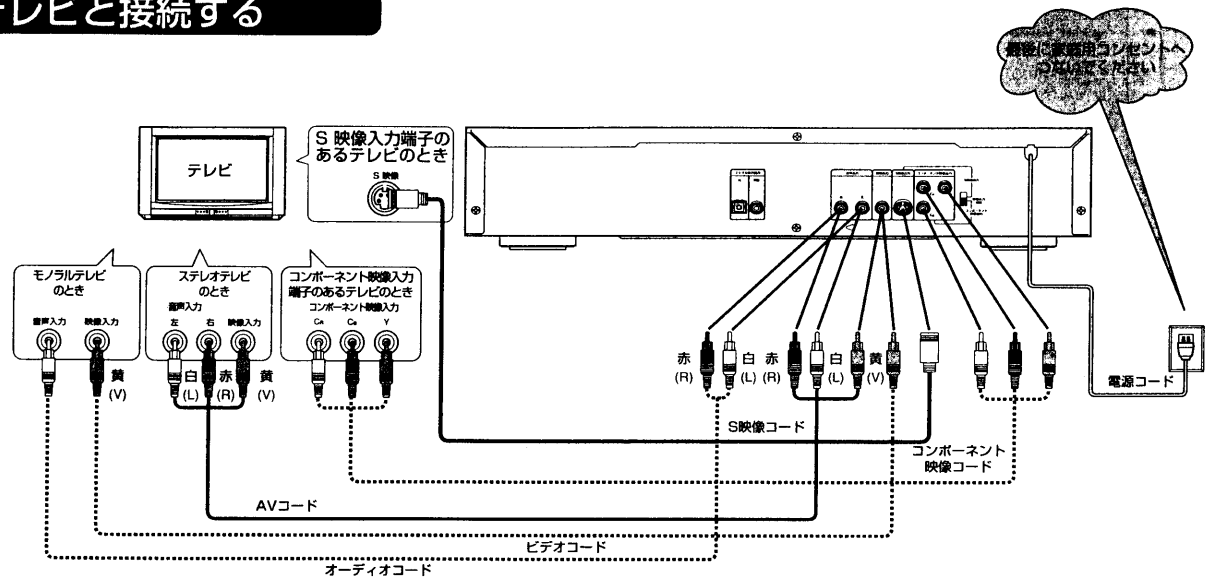 テレビと接続する
最後に家庭用コンセントへ
つないでください
テレビ
S 映像入力端子の
あるテレビのとき
S 映像
モノラルテレビ
のとき
音声入力 映像入力
黄
(V)
ステレオテレビ
のとき
音声入力
左 右 映像入力
白 赤 黄
(L) (R) (V)
コンポーネント映像入力
端子のあるテレビのとき
コンポーネント映像入力
CR CB Y
赤 白 赤 白 黄
(R) (L) (R) (L) (V)
電源コード
S映像コード
コンポーネント
映像コード
AVコード
ビデオコード
オーディオコード